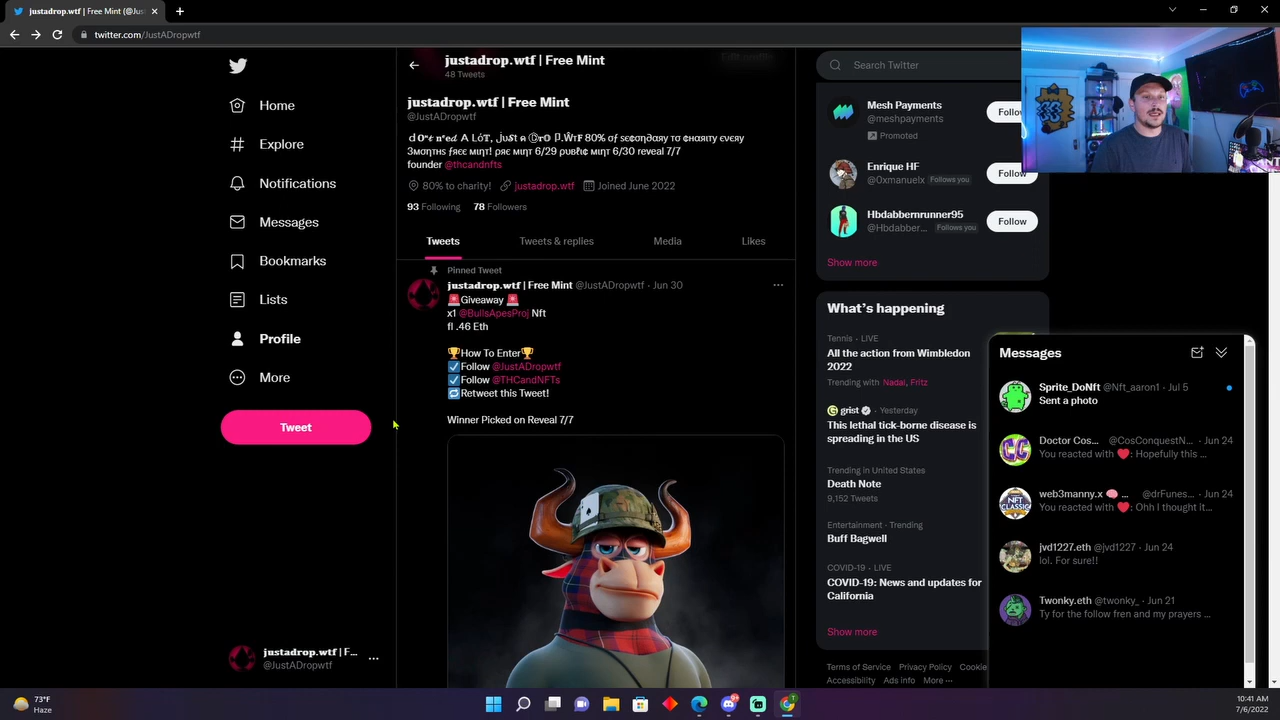 justadrop.wtf | Free Mint (@Jus
twitter.com/JustADropwtf
Home
Explore
Notifications
Messages
Bookmarks
Lists
Profile
More
Tweet
justadrop.wtf | F...
@JustADropwtf
justadrop.wtf | Free Mint
48 Tweets
Edit profile
justadrop.wtf | Free Mint
@JustADropwtf
founder @thcandnfts
80% to charity! justadrop.wtf Joined June 2022
93 Following 78 Followers
Tweets Tweets & replies Media Likes
Pinned Tweet
justadrop.wtf | Free Mint @JustADropwtf · Jun 30
🚨Giveaway 🚨
x1 @BullsApesProj Nft
fl .46 Eth
🏆How To Enter🏆
☑️Follow @JustADropwtf
☑️Follow @THCandNFTs
🔁Retweet this Tweet!
Winner Picked on Reveal 7/7
Search Twitter
Mesh Payments
@meshpayments
Promoted
Follow
Enrique HF
@0xmanuelx Follows you
Follow
Hbdabbernrunner95
@Hbdabber... Follows you
Follow
Show more
What's happening
Tennis · LIVE
All the action from Wimbledon
2022
Trending with Nadal, Fritz
grist · Yesterday
This lethal tick-borne disease is
spreading in the US
Trending in United States
Death Note
9,152 Tweets
Entertainment · Trending
Buff Bagwell
COVID-19 · LIVE
COVID-19: News and updates for
California
Show more
Terms of Service Privacy Policy Cookie
Accessibility Ads info More ···
Messages
Sprite_DoNft @Nft_aaron1 · Jul 5
Sent a photo
Doctor Cos... @CosConquestN... · Jun 24
You reacted with ❤️: Hopefully this ...
web3manny.x 🧠 ... @drFunes... · Jun 24
You reacted with ❤️: Ohh I thought it...
jvd1227.eth @jvd1227 · Jun 24
lol. For sure!!
Twonky.eth @twonky_ · Jun 21
Ty for the follow fren and my prayers ...
73°F
Haze
10:41 AM
7/6/2022